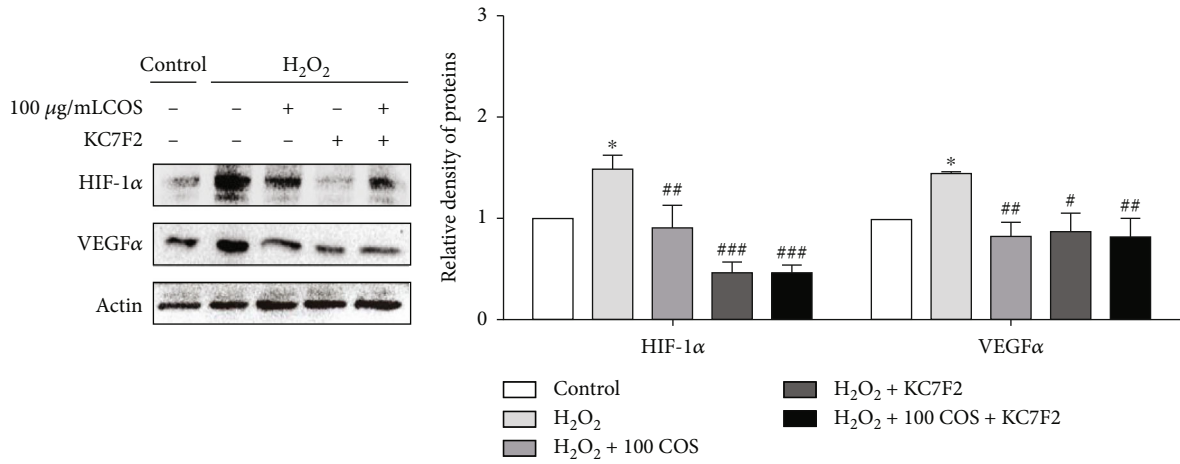 Control H₂O₂
100 μg/mLCOS – – + – +
KC7F2 – – – + +
HIF-1α
VEGFα
Actin
Relative density of proteins
3
2
1
0
* ## ### ###
* ## # ##
HIF-1α VEGFα
Control
H₂O₂
H₂O₂ + 100 COS
H₂O₂ + KC7F2
H₂O₂ + 100 COS + KC7F2